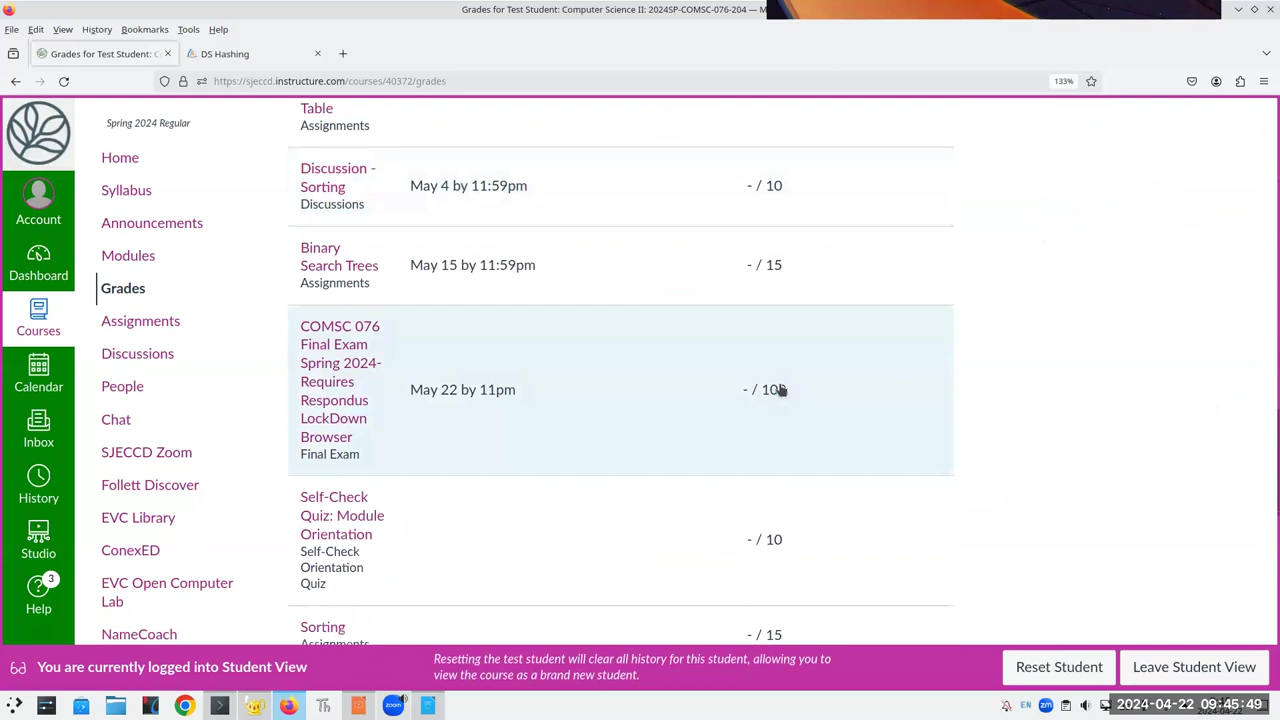 Grades for Test Student: Computer Science II: 2024SP-COMSC-076-204 — M
File Edit View History Bookmarks Tools Help
Grades for Test Student: C
DS Hashing
https://sjeccd.instructure.com/courses/40372/grades
133%
Spring 2024 Regular
Home
Syllabus
Announcements
Modules
Grades
Assignments
Discussions
People
Chat
SJECCD Zoom
Follett Discover
EVC Library
ConexED
EVC Open Computer
Lab
NameCoach
Account
Dashboard
Courses
Calendar
Inbox
History
Studio
3
Help
Table
Assignments
Discussion -
Sorting
Discussions
May 4 by 11:59pm
- / 10
Binary
Search Trees
Assignments
May 15 by 11:59pm
- / 15
COMSC 076
Final Exam
Spring 2024-
Requires
Respondus
LockDown
Browser
Final Exam
May 22 by 11pm
Self-Check
Quiz: Module
Orientation
Self-Check
Orientation
Quiz
- / 10
Sorting
Assignments
- / 15
You are currently logged into Student View
Resetting the test student will clear all history for this student, allowing you
to view the course as a brand new student.
Reset Student
Leave Student View
Th
zoom
EN
zm
2024-04-22 09:45:49